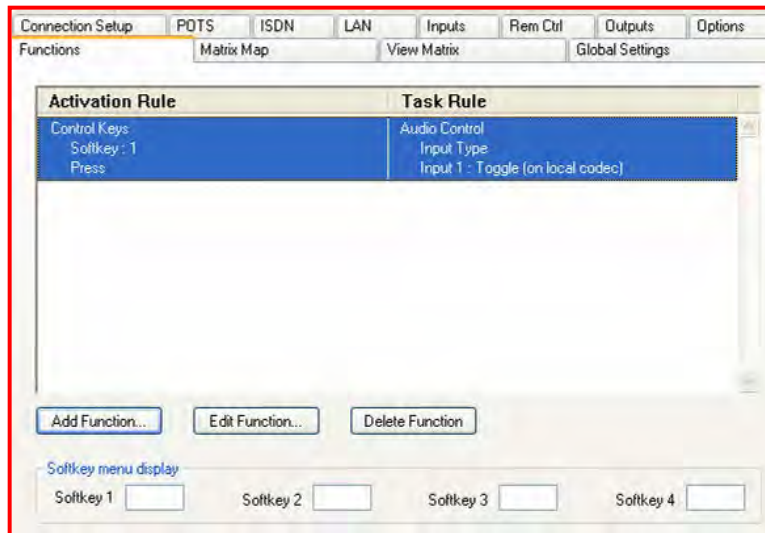 Connection Setup POTS ISDN LAN Inputs Rem Ctrl Outputs Options
Functions Matrix Map View Matrix Global Settings
Activation Rule Task Rule
Control Keys Audio Control
Softkey : 1 Input Type
Press Input 1 : Toggle (on local codec)
Add Function... Edit Function... Delete Function
Softkey menu display
Softkey 1 Softkey 2 Softkey 3 Softkey 4